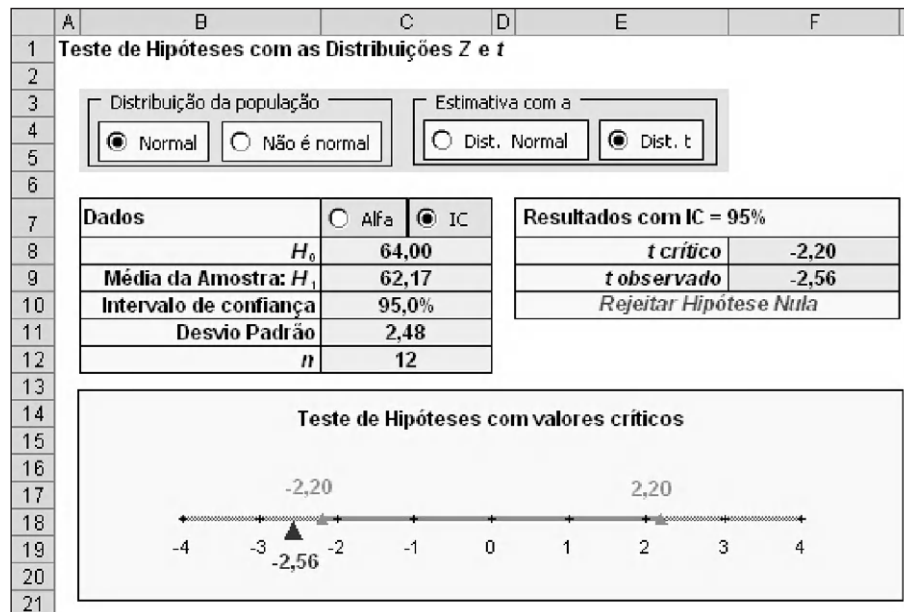 A B C D E F
1 Teste de Hipóteses com as Distribuições Z e t
2
3 Distribuição da população Estimativa com a
4 Normal Não é normal Dist. Normal Dist. t
5
6
7 Dados Alfa IC Resultados com IC = 95%
8 H₀ 64,00 t crítico -2,20
9 Média da Amostra: H₁ 62,17 t observado -2,56
10 Intervalo de confiança 95,0% Rejeitar Hipótese Nula
11 Desvio Padrão 2,48
12 n 12
13
14 Teste de Hipóteses com valores críticos
15
16
17 -2,20 2,20
18
19 -4 -3 -2 -1 0 1 2 3 4
20 -2,56
21